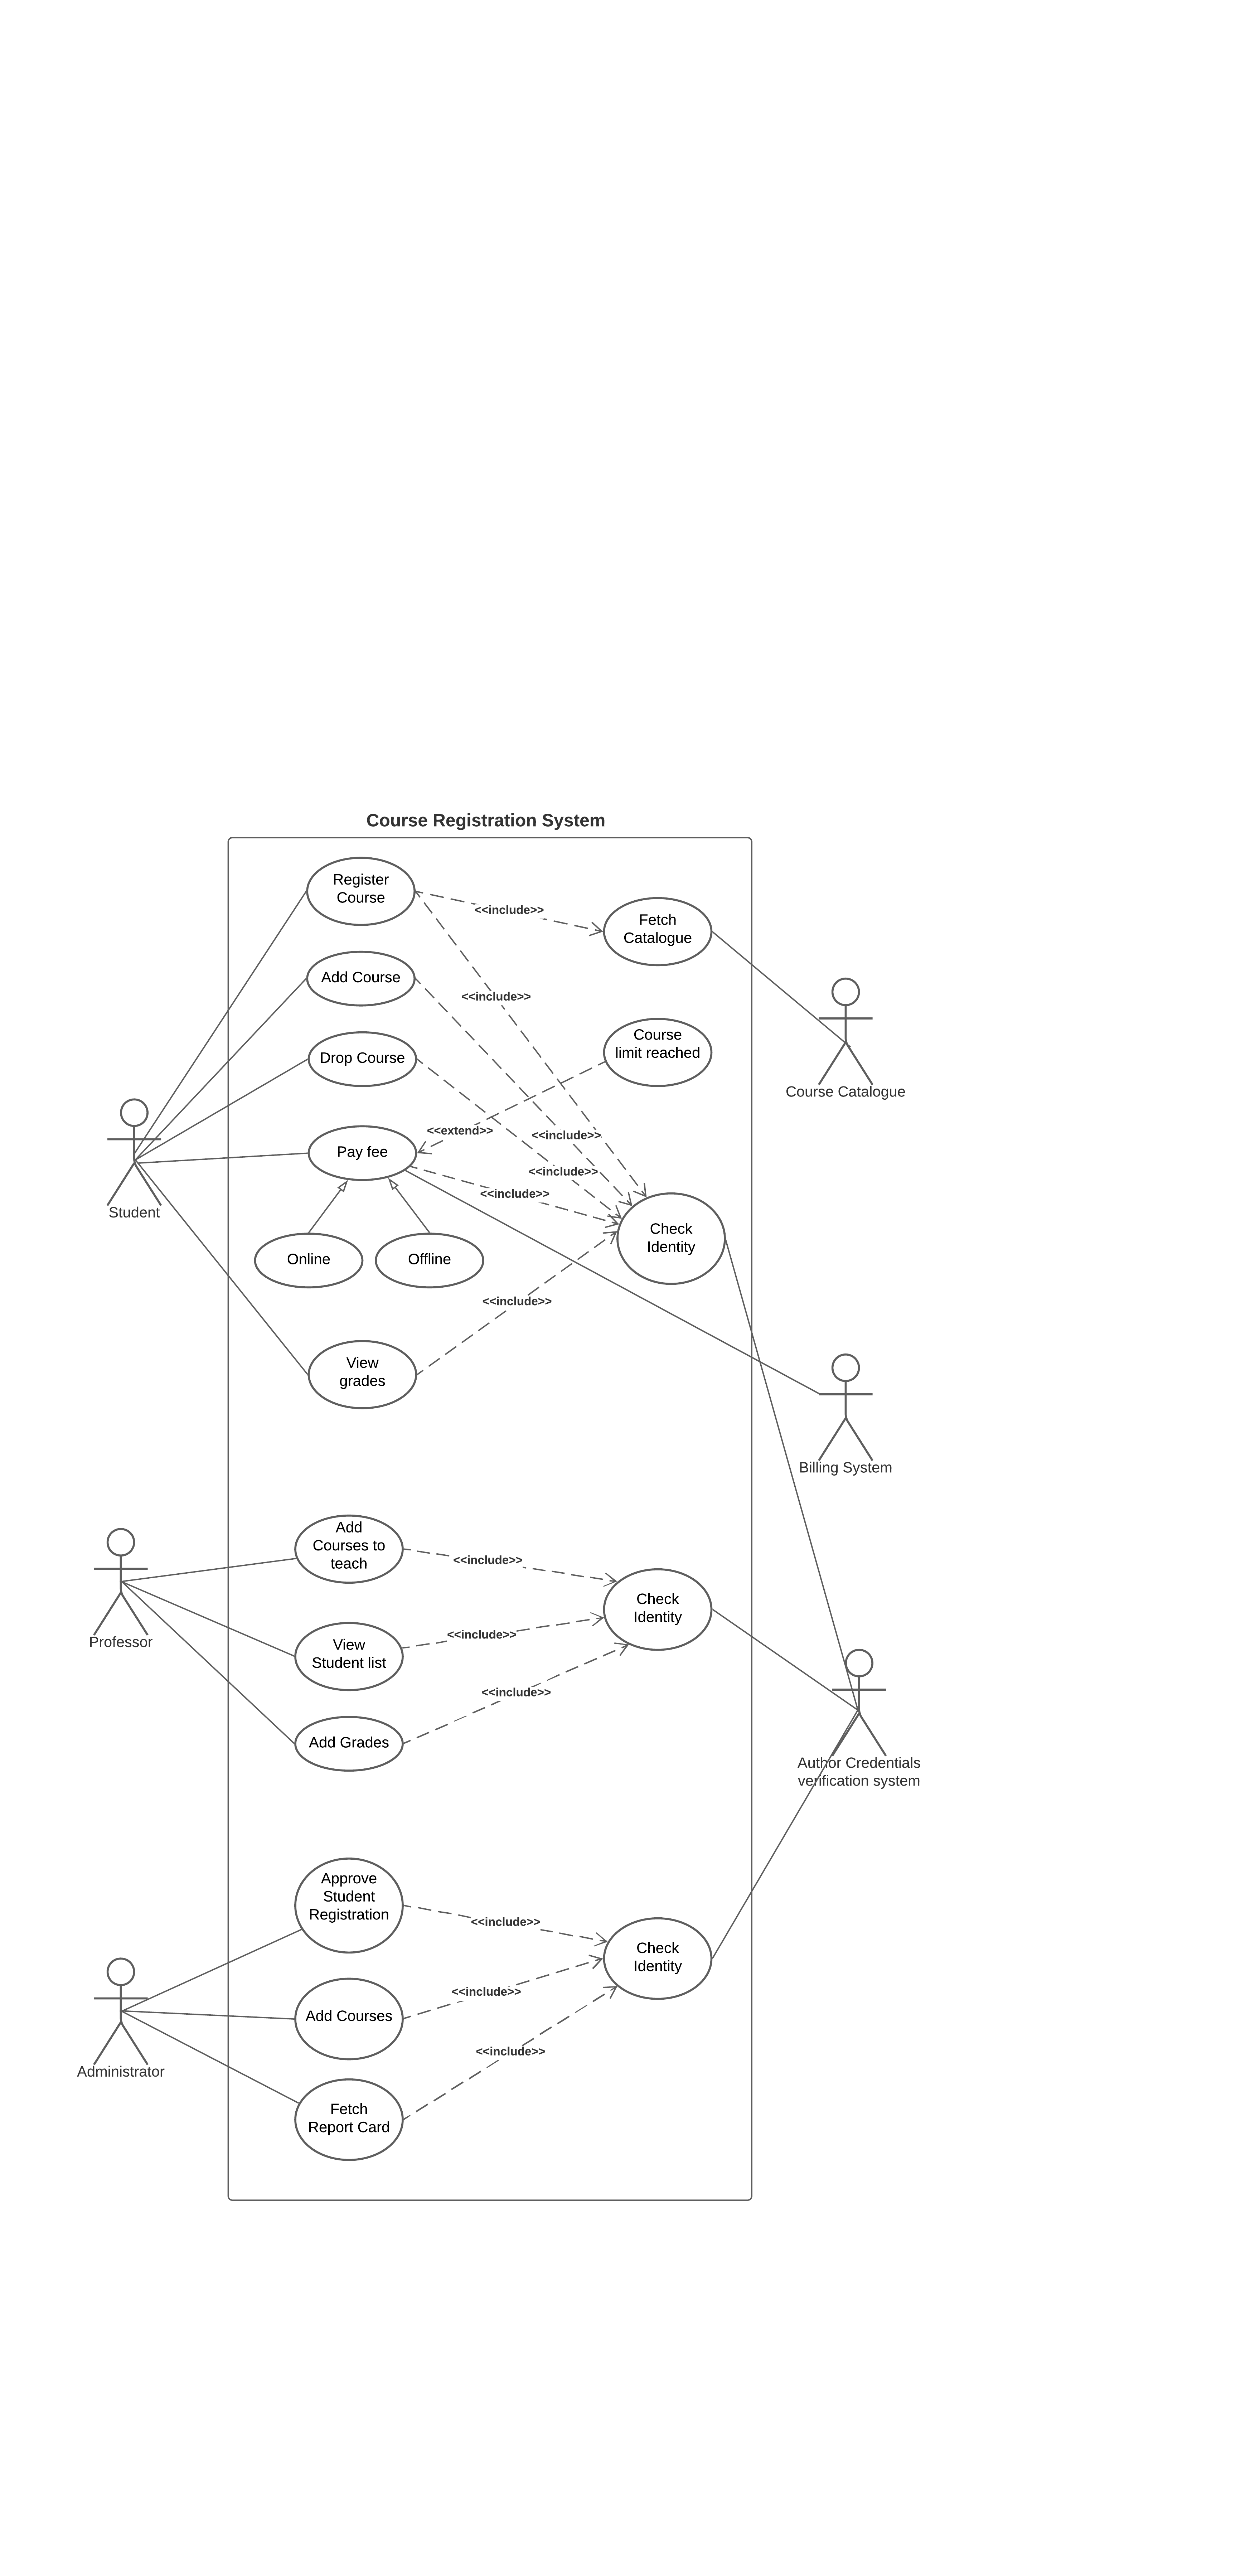 Course Registration System
Register
Course
<<include>>
Fetch
Catalogue
Add Course
<<include>>
Course
limit reached
Drop Course
Course Catalogue
<<extend>>
<<include>>
Pay fee
<<include>>
<<include>>
Student
Check
Identity
Online
Offline
<<include>>
View
grades
Billing System
Add
Courses to
teach
<<include>>
Check
Identity
Professor
View
Student list
<<include>>
<<include>>
Add Grades
Author Credentials
verification system
Approve
Student
Registration
<<include>>
Check
Identity
<<include>>
Add Courses
<<include>>
Administrator
Fetch
Report Card